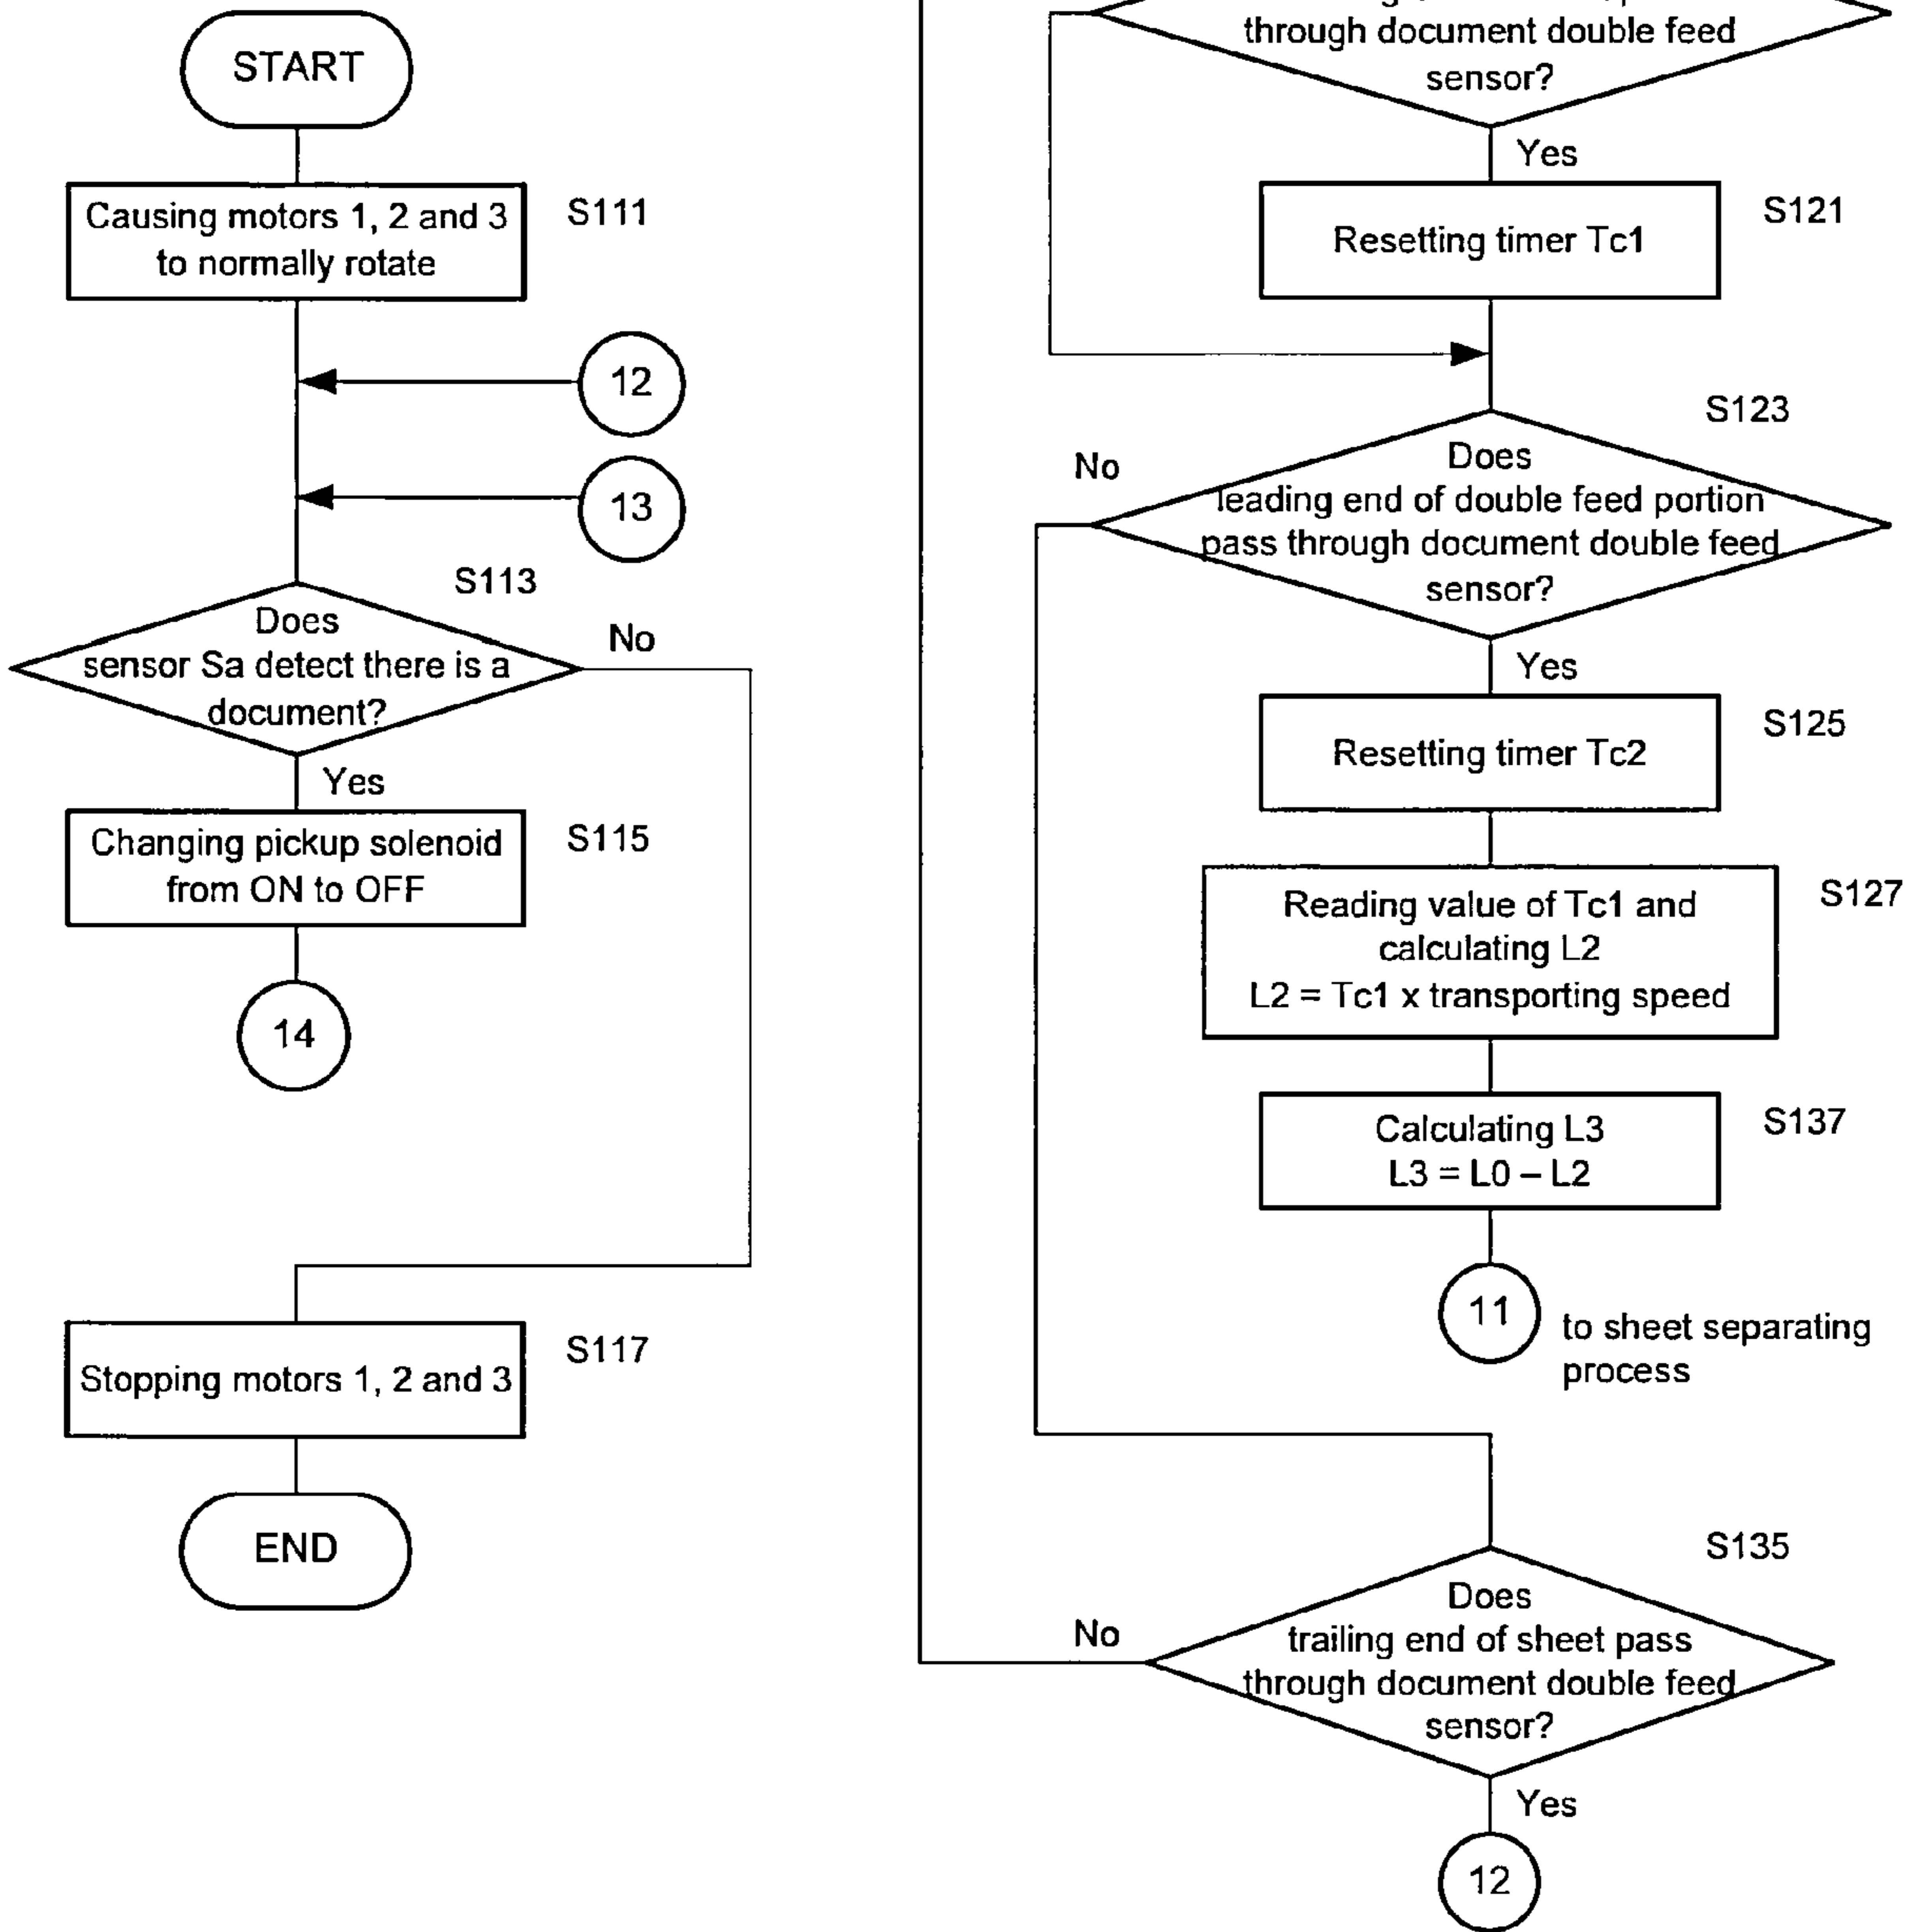 START
Causing motors 1, 2 and 3
to normally rotate
S111
12
13
S113
Does
sensor Sa detect there is a
document?
No
Yes
Changing pickup solenoid
from ON to OFF
S115
14
Stopping motors 1, 2 and 3
S117
END
through document double feed
sensor?
Yes
Resetting timer Tc1
S121
S123
No
Does
leading end of double feed portion
pass through document double feed
sensor?
Yes
Resetting timer Tc2
S125
Reading value of Tc1 and
calculating L2
L2 = Tc1 x transporting speed
S127
Calculating L3
L3 = L0 – L2
S137
11
to sheet separating
process
S135
No
Does
trailing end of sheet pass
through document double feed
sensor?
Yes
12